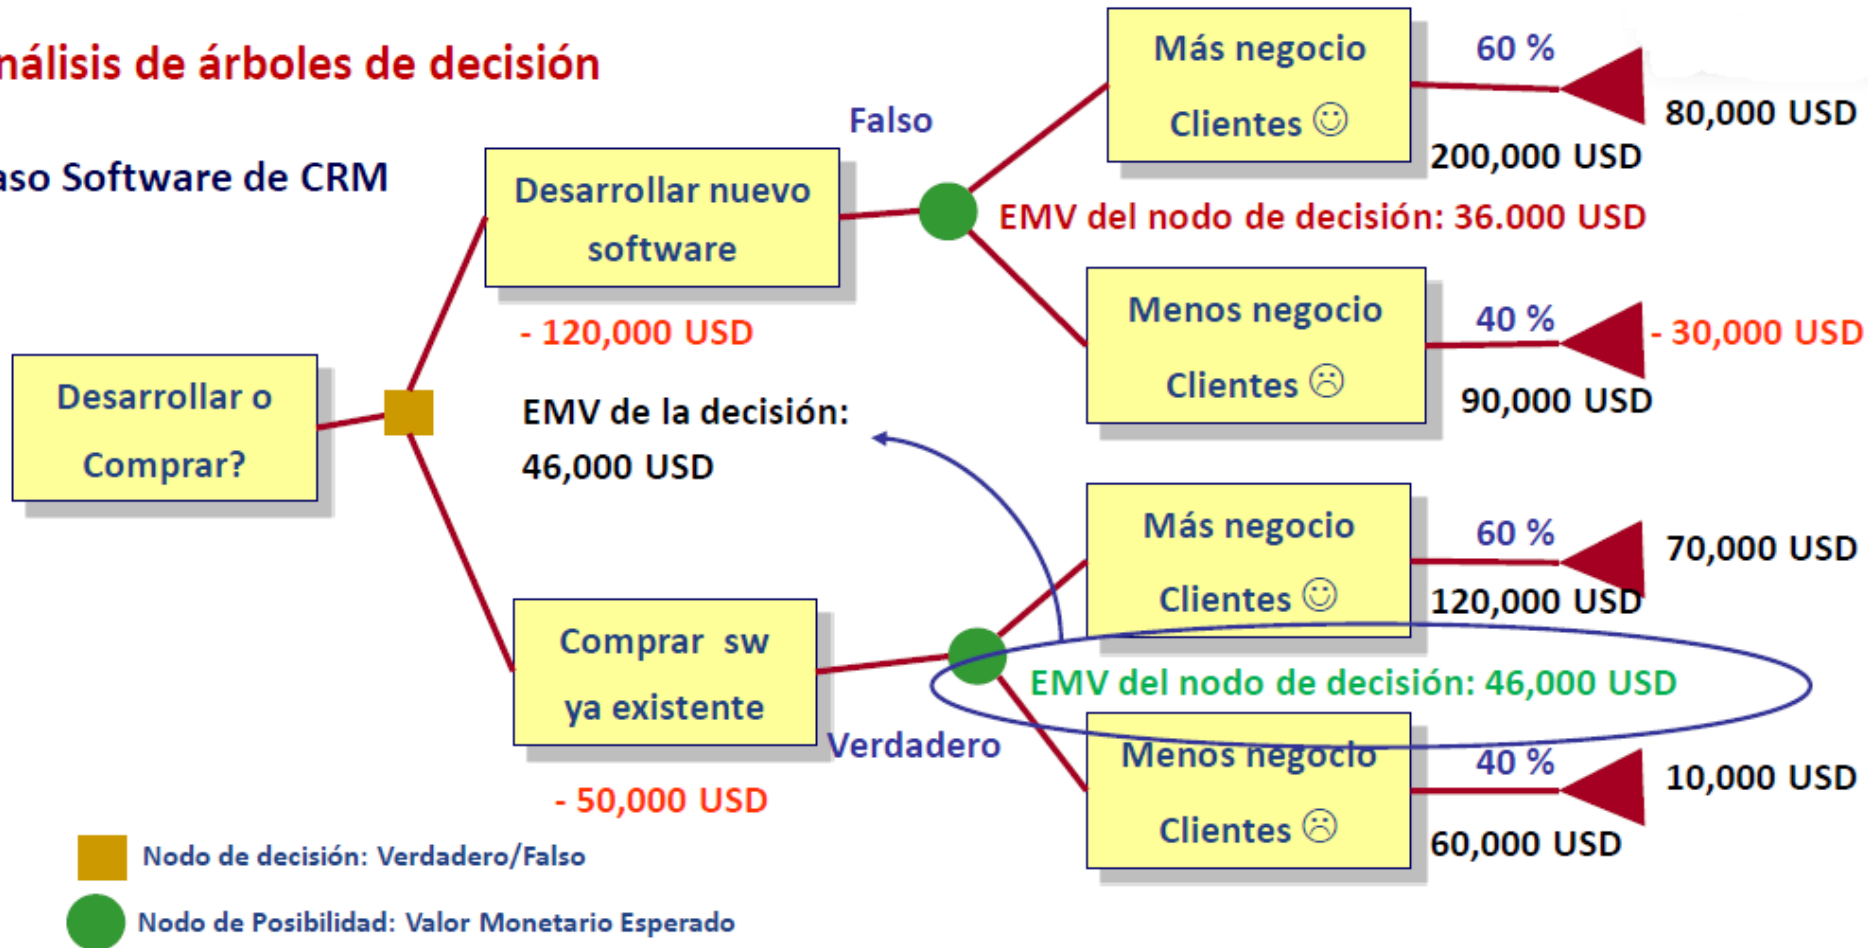 nálisis de árboles de decisión
aso Software de CRM
Desarrollar o
Comprar?
Desarrollar nuevo
software
- 120,000 USD
Falso
EMV de la decisión:
46,000 USD
Comprar sw
ya existente
- 50,000 USD
Verdadero
Más negocio
Clientes ☺
60 %
200,000 USD
80,000 USD
EMV del nodo de decisión: 36.000 USD
Menos negocio
Clientes ☹
40 %
90,000 USD
- 30,000 USD
Más negocio
Clientes ☺
60 %
120,000 USD
70,000 USD
EMV del nodo de decisión: 46,000 USD
Menos negocio
Clientes ☹
40 %
60,000 USD
10,000 USD
Nodo de decisión: Verdadero/Falso
Nodo de Posibilidad: Valor Monetario Esperado